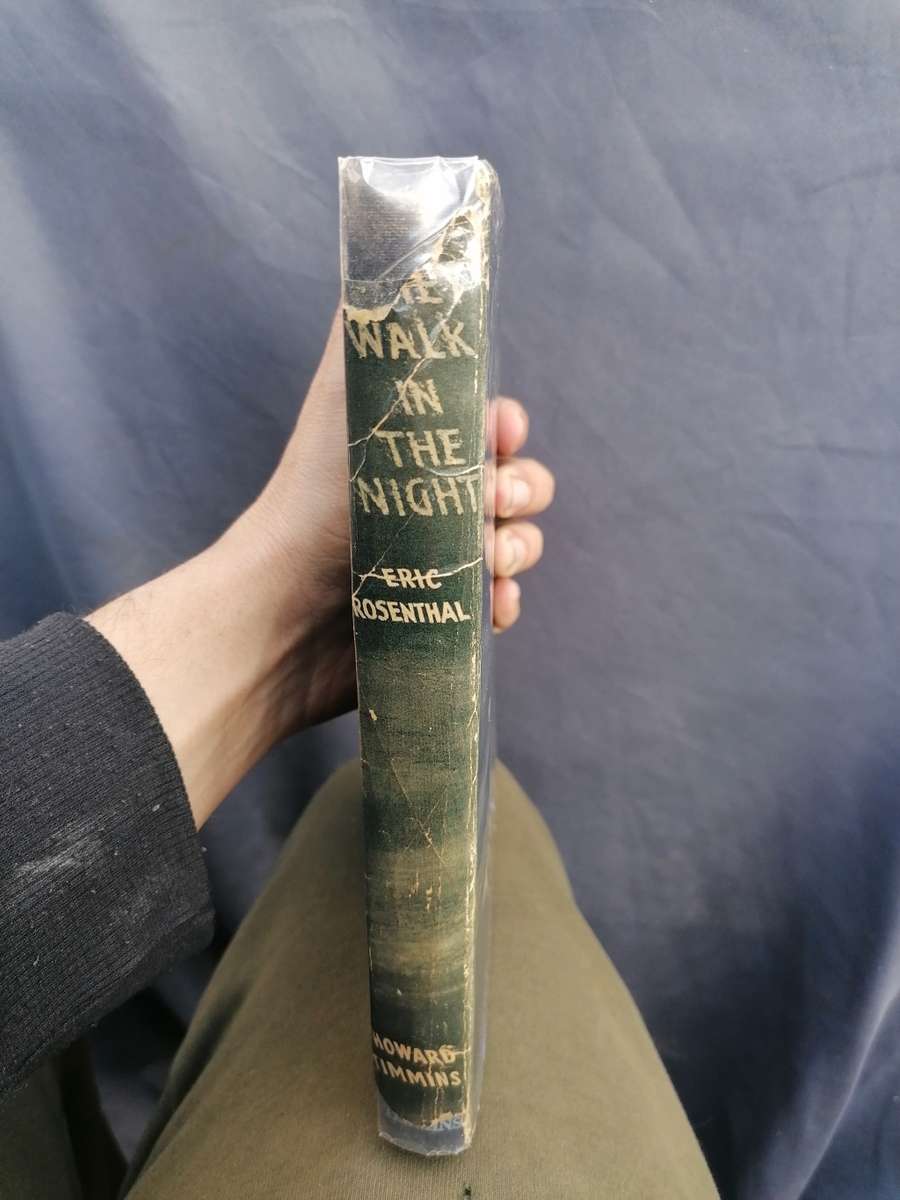 WALK
IN
THE
NIGHT
ERIC
ROSENTHAL
HOWARD
TIMMINS